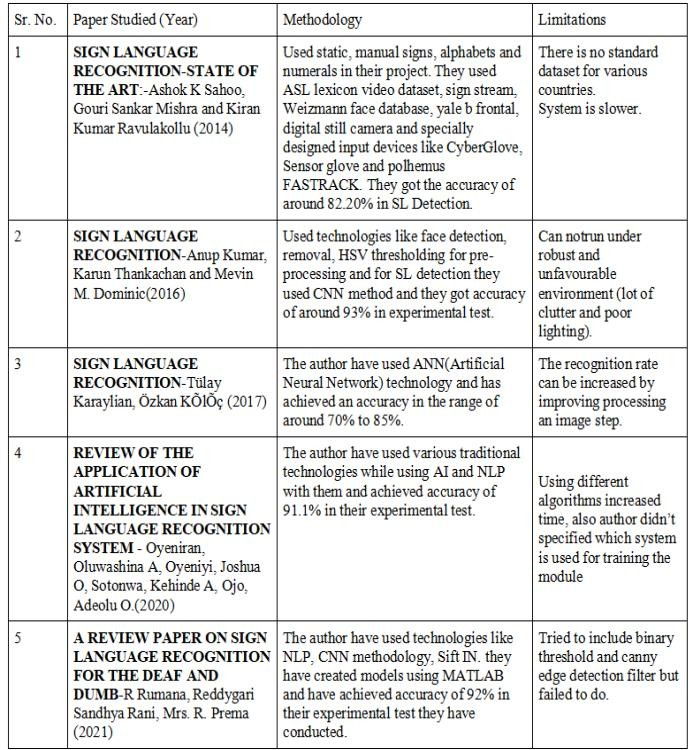 Sr. No. Paper Studied (Year) Methodology Limitations
1
SIGN LANGUAGE
RECOGNITION-STATE OF
THE ART:-Ashok K Sahoo,
Gouri Sankar Mishra and Kiran
Kumar Ravulakollu (2014)
Used static, manual signs, alphabets and
numerals in their project. They used
ASL lexicon video dataset, sign stream,
Weizmann face database, yale b frontal,
digital still camera and specially
designed input devices like CyberGlove,
Sensor glove and polhemus
FASTRACK. They got the accuracy of
around 82.20% in SL Detection.
There is no standard
dataset for various
countries.
System is slower.
2
SIGN LANGUAGE
RECOGNITION-Anup Kumar,
Karun Thankachan and Mevin
M. Dominic(2016)
Used technologies like face detection,
removal, HSV thresholding for pre-
processing and for SL detection they
used CNN method and they got accuracy
of around 93% in experimental test.
Can notrun under
robust and
unfavourable
environment (lot of
clutter and poor
lighting).
3
SIGN LANGUAGE
RECOGNITION-Tülay
Karaylian, Özkan KÕlÕç (2017)
The author have used ANN(Artificial
Neural Network) technology and has
achieved an accuracy in the range of
around 70% to 85%.
The recognition rate
can be increased by
improving processing
an image step.
4
REVIEW OF THE
APPLICATION OF
ARTIFICIAL
INTELLIGENCE IN SIGN
LANGUAGE RECOGNITION
SYSTEM - Oyeniran,
Oluwashina A, Oyeniyi, Joshua
O, Sotonwa, Kehinde A, Ojo,
Adeolu O.(2020)
The author have used various traditional
technologies while using AI and NLP
with them and achieved accuracy of
91.1% in their experimental test.
Using different
algorithms increased
time, also author didn't
specified which system
is used for training the
module
5
A REVIEW PAPER ON SIGN
LANGUAGE RECOGNITION
FOR THE DEAF AND
DUMB-R Rumana, Reddygari
Sandhya Rani, Mrs. R. Prema
(2021)
The author have used technologies like
NLP, CNN methodology, Sift IN. they
have created models using MATLAB
and have achieved accuracy of 92% in
their experimental test they have
conducted.
Tried to include binary
threshold and canny
edge detection filter but
failed to do.